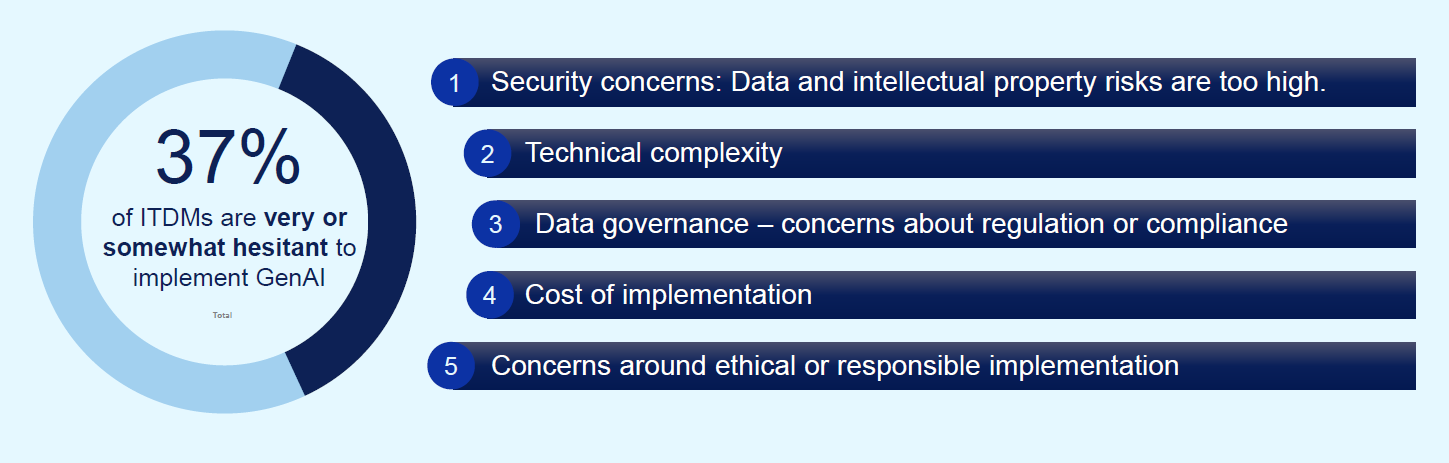 37%
of ITDMs are very or
somewhat hesitant to
implement GenAI
Total
1 Security concerns: Data and intellectual property risks are too high.
2 Technical complexity
3 Data governance – concerns about regulation or compliance
4 Cost of implementation
5 Concerns around ethical or responsible implementation